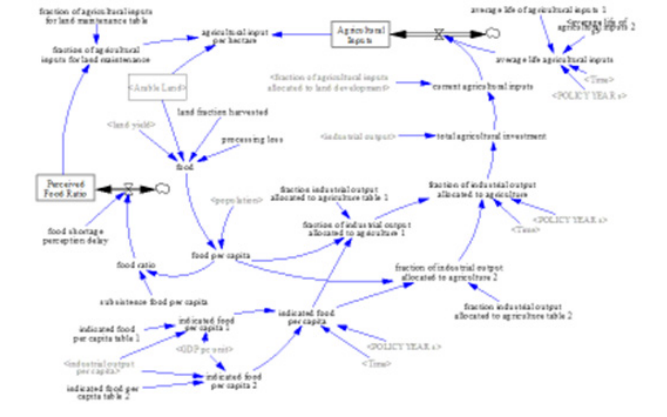 fraction of agricultural inputs
for land maintenance table
fraction of agricultural
inputs for land maintenance
agricultural input
per hectare
Agricultural
Inputs
average life of agricultural inputs 1
agricultural inputs 2
average life agricultural inputs
<Time>
<POLICY YEAR s>
<Arable Land>
<fraction of agricultural inputs
allocated to land development>
current agricultural inputs
land fraction harvested
<land yield>
processing loss
<industrial output>
total agricultural investment
food
Perceived
Food Ratio
<population>
fraction industrial output
allocated to agriculture table 1
fraction of industrial output
allocated to agriculture
fraction of industrial output
allocated to agriculture 1
<POLICY YEAR s>
<Time>
food shortage
perception delay
food ratio
food per capita
fraction of industrial output
allocated to agriculture 2
subsistence food per capita
fraction industrial output
allocated to agriculture table 2
indicated food
per capita table 1
indicated food
per capita 1
indicated food
per capita
<GDP pc unit>
<POLICY YEAR s>
<Time>
<industrial output
per capita>
indicated food per
capita table 2
indicated food
per capita 2